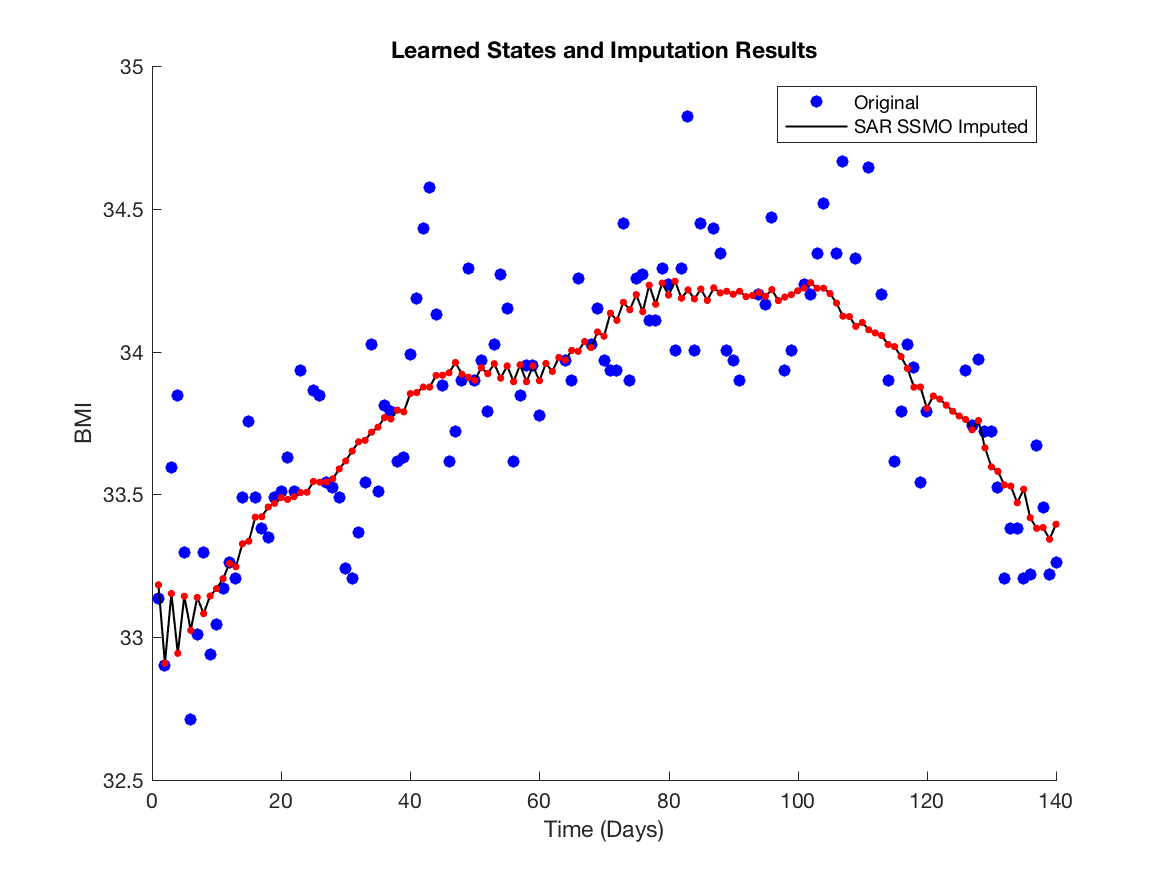 Learned States and Imputation Results
Original
SAR SSMO Imputed
35
34.5
34
33.5
33
32.5
BMI
0 20 40 60 80 100 120 140
Time (Days)